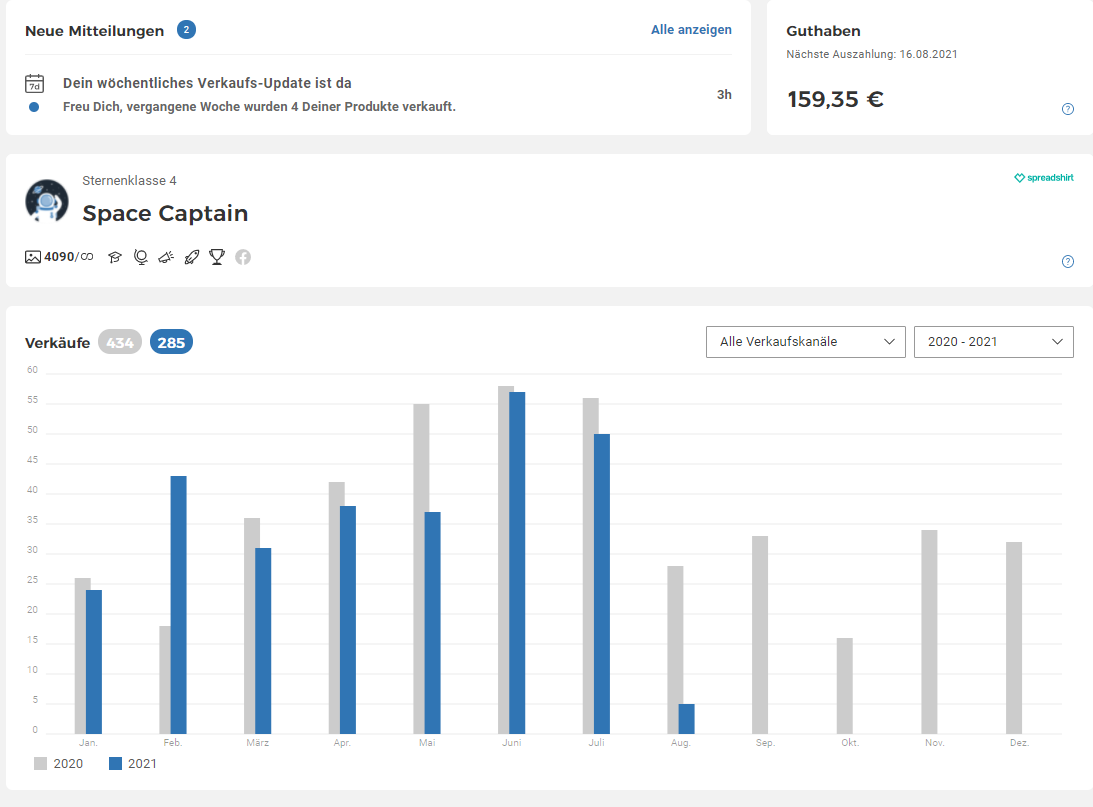 Neue Mitteilungen 2 Alle anzeigen
7d
Dein wöchentliches Verkaufs-Update ist da
Freu Dich, vergangene Woche wurden 4 Deiner Produkte verkauft.
3h
Guthaben
Nächste Auszahlung: 16.08.2021
159,35 €
?
Sternenklasse 4
Space Captain
spreadshirt
4090/∞
?
Verkäufe 434 285
Alle Verkaufskanäle 2020 - 2021
60
55
50
45
40
35
30
25
20
15
10
5
0
Jan. Feb. März Apr. Mai Juni Juli Aug. Sep. Okt. Nov. Dez.
2020 2021